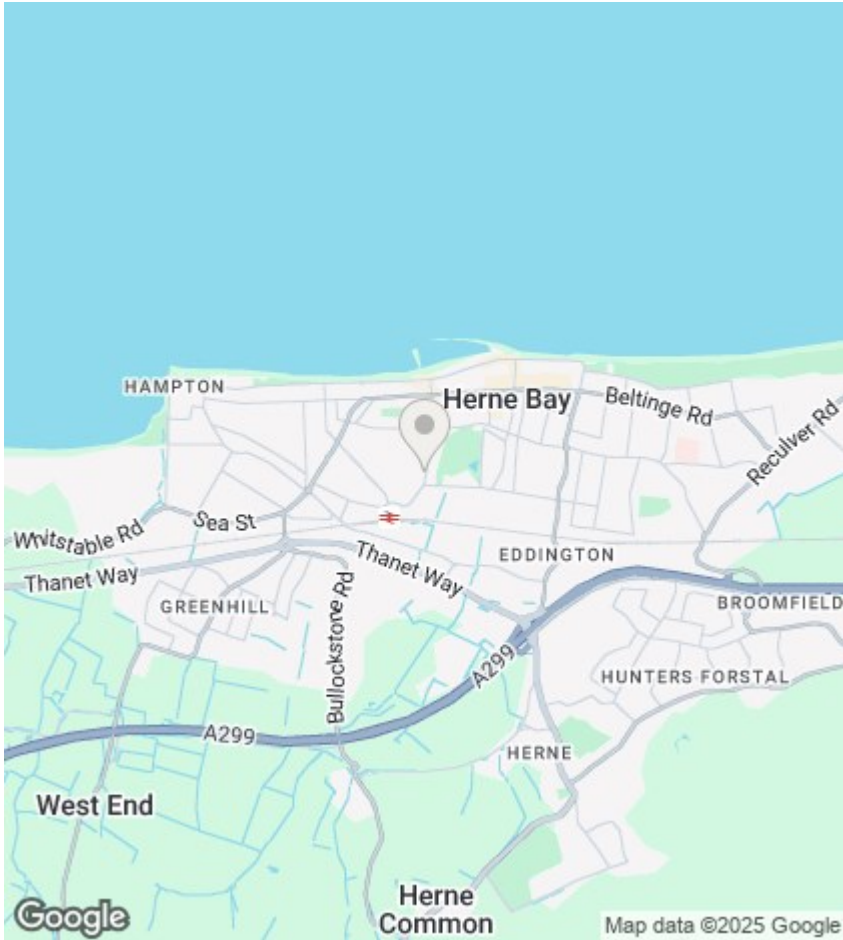 HAMPTON
Herne Bay
Beltinge Rd
Reculver Rd
Whitstable Rd
Sea St
Thanet Way
Thanet Way
EDDINGTON
GREENHILL
Bullockstone Rd
BROOMFIELD
A299
HUNTERS FORSTAL
A299
HERNE
West End
Herne
Common
Google
Map data ©2025 Google